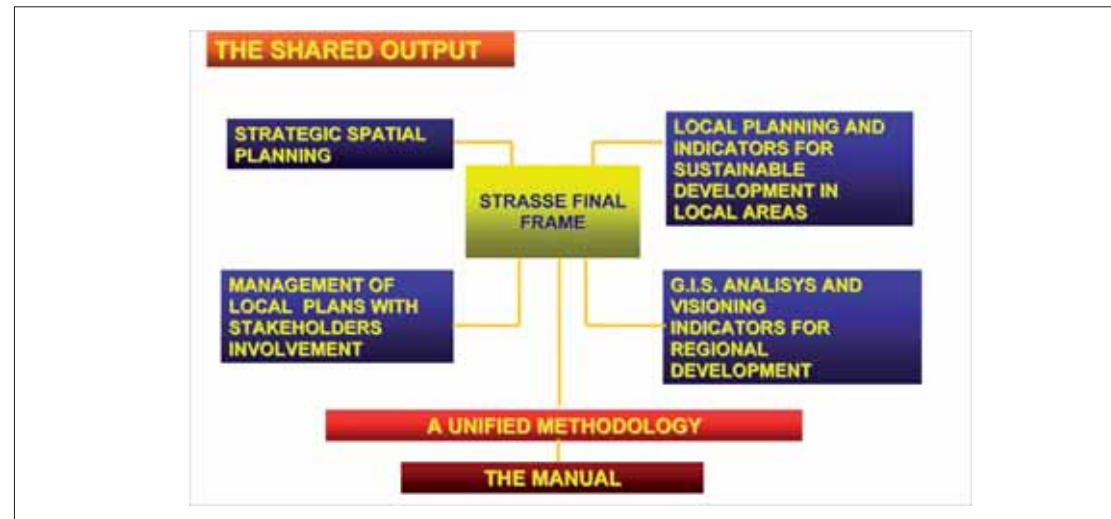 THE SHARED OUTPUT
STRATEGIC SPATIAL
PLANNING
LOCAL PLANNING AND
INDICATORS FOR
SUSTAINABLE
DEVELOPMENT IN
LOCAL AREAS
STRASSE FINAL
FRAME
MANAGEMENT OF
LOCAL PLANS WITH
STAKEHOLDERS
INVOLVEMENT
G.I.S. ANALISYS AND
VISIONING
INDICATORS FOR
REGIONAL
DEVELOPMENT
A UNIFIED METHODOLOGY
THE MANUAL